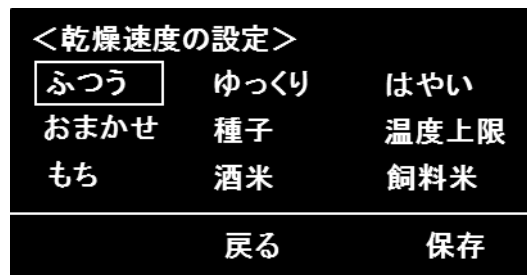 ＜乾燥速度の設定＞
ふつう ゆっくり はやい
おまかせ 種子 温度上限
もち 酒米 飼料米
戻る 保存